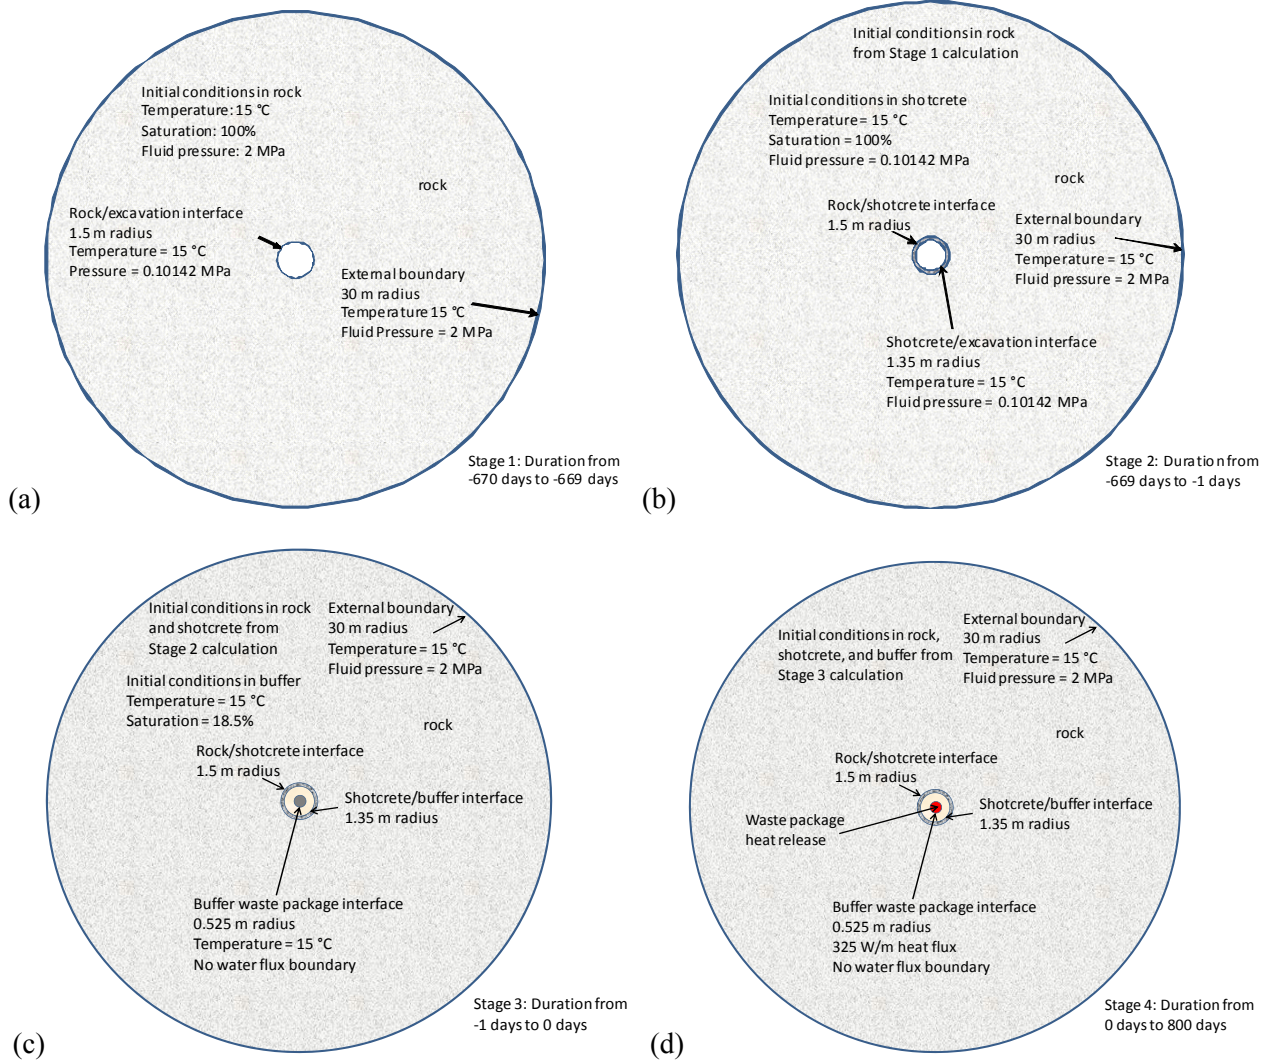 Initial conditions in rock
Temperature: 15 °C
Saturation: 100%
Fluid pressure: 2 MPa
rock
Rock/excavation interface
1.5 m radius
Temperature = 15 °C
Pressure = 0.10142 MPa
External boundary
30 m radius
Temperature 15 °C
Fluid Pressure = 2 MPa
Stage 1: Duration from
-670 days to -669 days
(a)
Initial conditions in rock
from Stage 1 calculation
Initial conditions in shotcrete
Temperature = 15 °C
Saturation = 100%
Fluid pressure = 0.10142 MPa
rock
Rock/shotcrete interface
1.5 m radius
External boundary
30 m radius
Temperature = 15 °C
Fluid pressure = 2 MPa
Shotcrete/excavation interface
1.35 m radius
Temperature = 15 °C
Fluid pressure = 0.10142 MPa
Stage 2: Duration from
-669 days to -1 days
(b)
Initial conditions in rock
and shotcrete from
Stage 2 calculation
External boundary
30 m radius
Temperature = 15 °C
Fluid pressure = 2 MPa
Initial conditions in buffer
Temperature = 15 °C
Saturation = 18.5%
rock
Rock/shotcrete interface
1.5 m radius
Shotcrete/buffer interface
1.35 m radius
Buffer waste package interface
0.525 m radius
Temperature = 15 °C
No water flux boundary
Stage 3: Duration from
-1 days to 0 days
(c)
External boundary
30 m radius
Temperature = 15 °C
Fluid pressure = 2 MPa
Initial conditions in rock,
shotcrete, and buffer from
Stage 3 calculation
rock
Rock/shotcrete interface
1.5 m radius
Shotcrete/buffer interface
1.35 m radius
Waste package
heat release
Buffer waste package interface
0.525 m radius
325 W/m heat flux
No water flux boundary
Stage 4: Duration from
0 days to 800 days
(d)